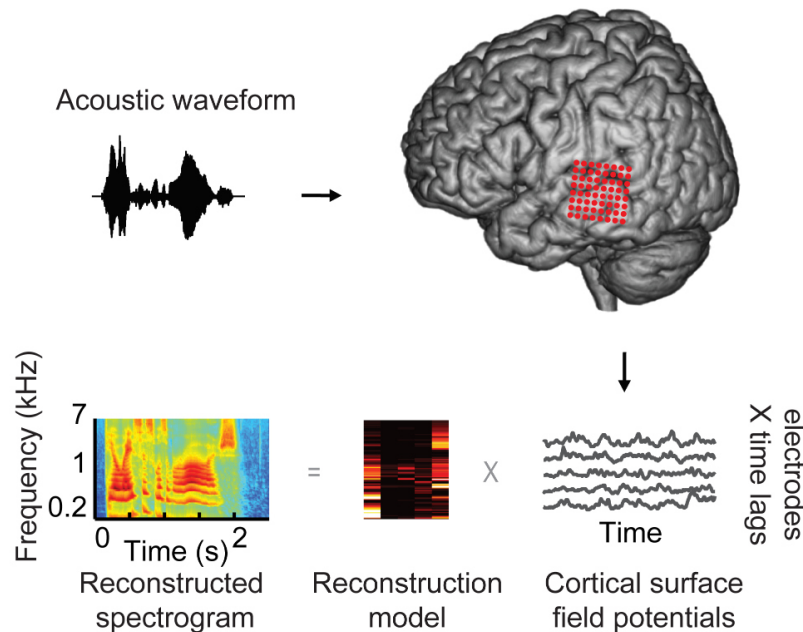 Acoustic waveform
Frequency (kHz)
7
1
0.2
0
Time (s)
2
=
X
Time
electrodes
X time lags
Reconstructed
spectrogram
Reconstruction
model
Cortical surface
field potentials